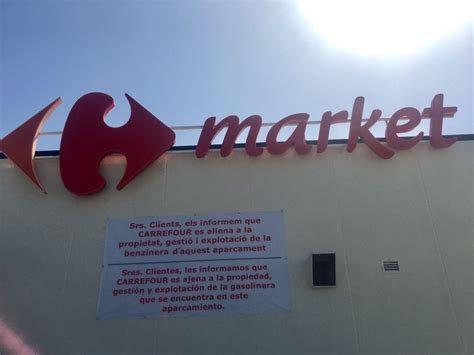 market
Srs. Clients, els informem que
CARREFOUR es aliena a la
propietat, gestió i explotació de la
benzinera d'aquest aparcament
Sres. Clientes, les informamos que
CARREFOUR es ajena a la propiedad,
gestión y explotación de la gasolinera
que se encuentra en este
aparcamiento.